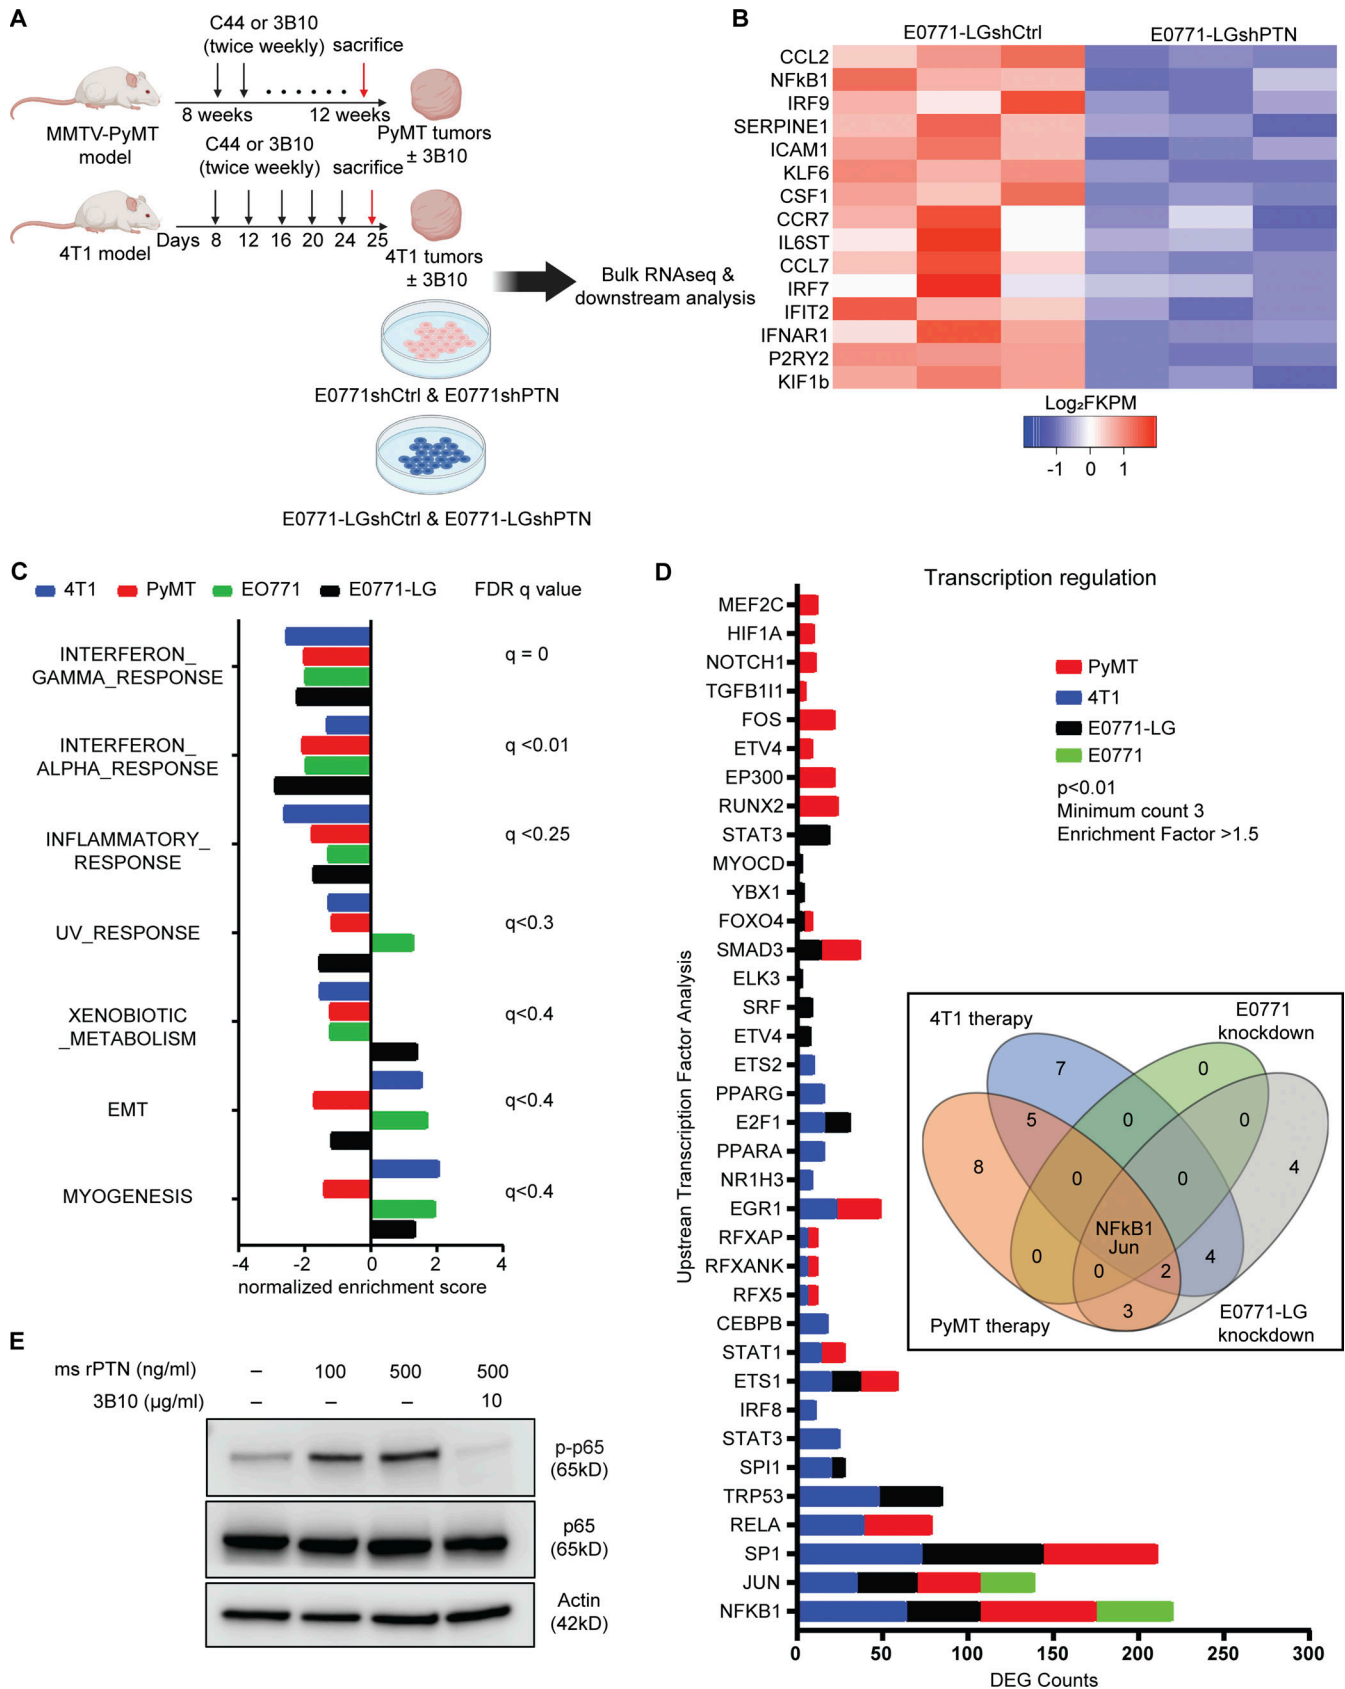 A
C44 or 3B10
(twice weekly) sacrifice
8 weeks 12 weeks
MMTV-PyMT
model
PyMT tumors
± 3B10
C44 or 3B10
(twice weekly) sacrifice
Days 8 12 16 20 24 25
4T1 model
4T1 tumors
± 3B10
Bulk RNAseq &
downstream analysis
E0771shCtrl & E0771shPTN
E0771-LGshCtrl & E0771-LGshPTN
B
E0771-LGshCtrl E0771-LGshPTN
CCL2
NFkB1
IRF9
SERPINE1
ICAM1
KLF6
CSF1
CCR7
IL6ST
CCL7
IRF7
IFIT2
IFNAR1
P2RY2
KIF1b
Log₂FKPM
-1 0 1
C
4T1 PyMT EO771 E0771-LG FDR q value
INTERFERON_
GAMMA_RESPONSE
q = 0
INTERFERON_
ALPHA_RESPONSE
q <0.01
INFLAMMATORY_
RESPONSE
q <0.25
UV_RESPONSE
q<0.3
XENOBIOTIC
_METABOLISM
q<0.4
EMT
q<0.4
MYOGENESIS
q<0.4
-4 -2 0 2 4
normalized enrichment score
D
Transcription regulation
Upstrean Transcription Factor Analysis
MEF2C
HIF1A
NOTCH1
TGFB1I1
FOS
ETV4
EP300
RUNX2
STAT3
MYOCD
YBX1
FOXO4
SMAD3
ELK3
SRF
ETV4
ETS2
PPARG
E2F1
PPARA
NR1H3
EGR1
RFXAP
RFXANK
RFX5
CEBPB
STAT1
ETS1
IRF8
STAT3
SPI1
TRP53
RELA
SP1
JUN
NFKB1
0 50 100 150 200 250 300
DEG Counts
PyMT
4T1
E0771-LG
E0771
p<0.01
Minimum count 3
Enrichment Factor >1.5
4T1 therapy
E0771
knockdown
7 0
5 0 0
8 0 0 4
NFkB1
Jun
0 0 2 4
3
PyMT therapy
E0771-LG
knockdown
E
ms rPTN (ng/ml) – 100 500 500
3B10 (µg/ml) – – – 10
p-p65
(65kD)
p65
(65kD)
Actin
(42kD)